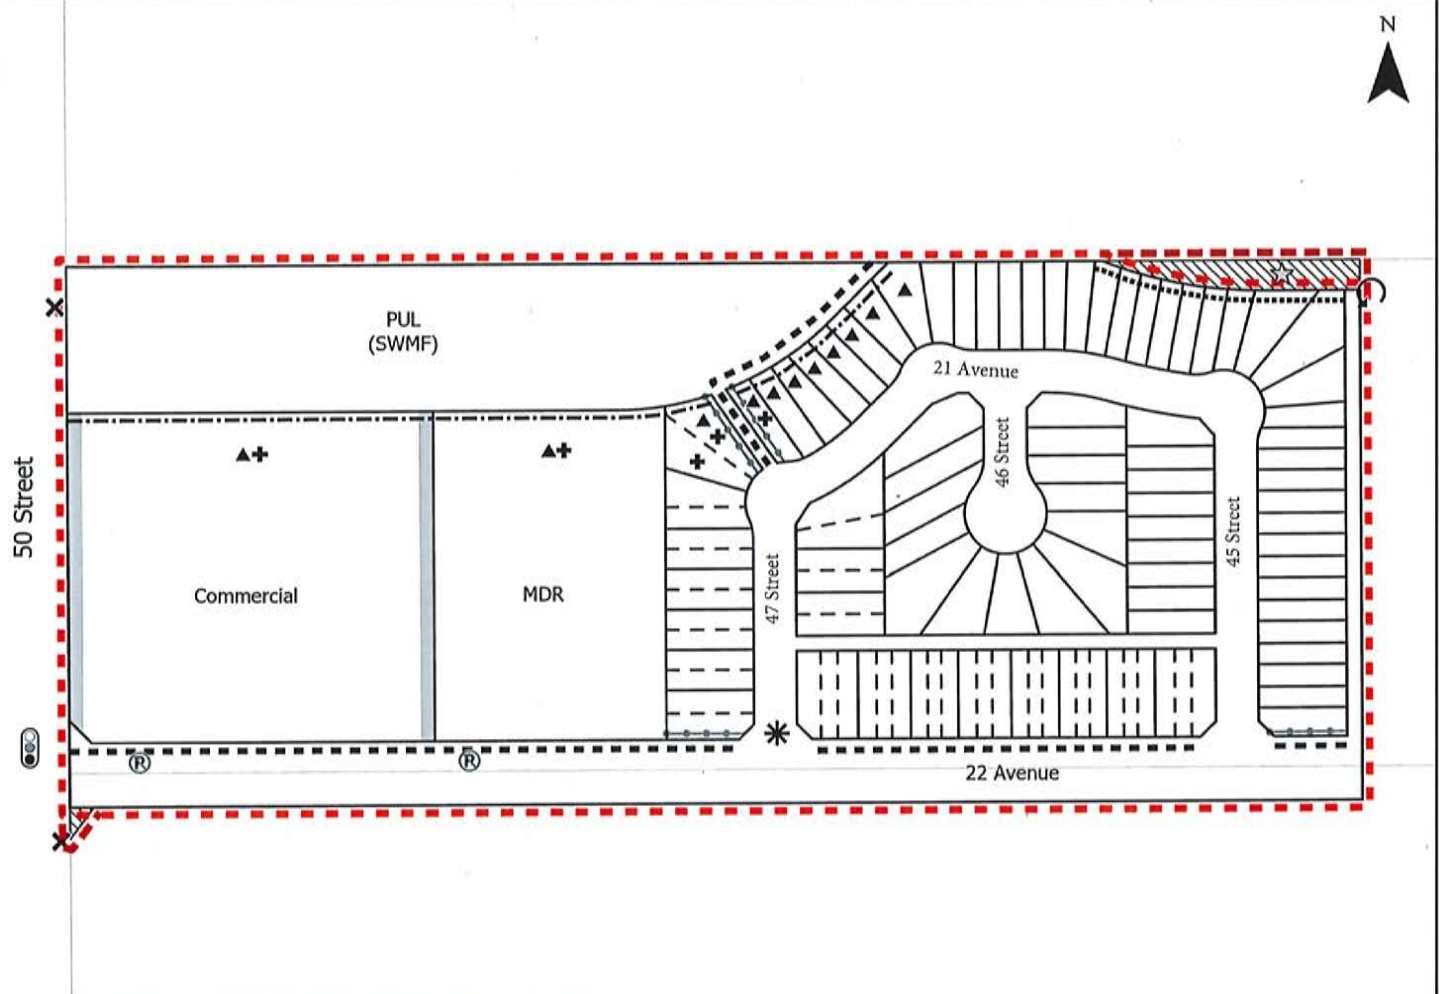 N
PUL
(SWMF)
21 Avenue
46 Street
50 Street
45 Street
Commercial
MDR
47 Street
R
R
22 Avenue